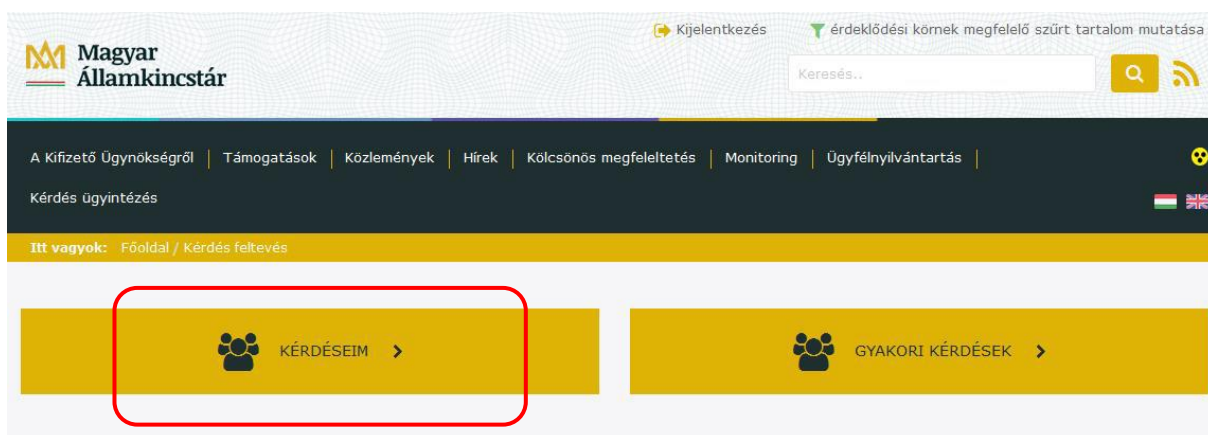 Kijelentkezés érdeklődési körnek megfelelő szűrt tartalom mutatása
Magyar
Államkincstár
Keresés..
A Kifizető Ügynökségről | Támogatások | Közlemények | Hírek | Kölcsönös megfeleltetés | Monitoring | Ügyfélnyilvántartás |
Kérdés ügyintézés
Itt vagyok: Főoldal / Kérdés feltevés
KÉRDÉSEIM
GYAKORI KÉRDÉSEK